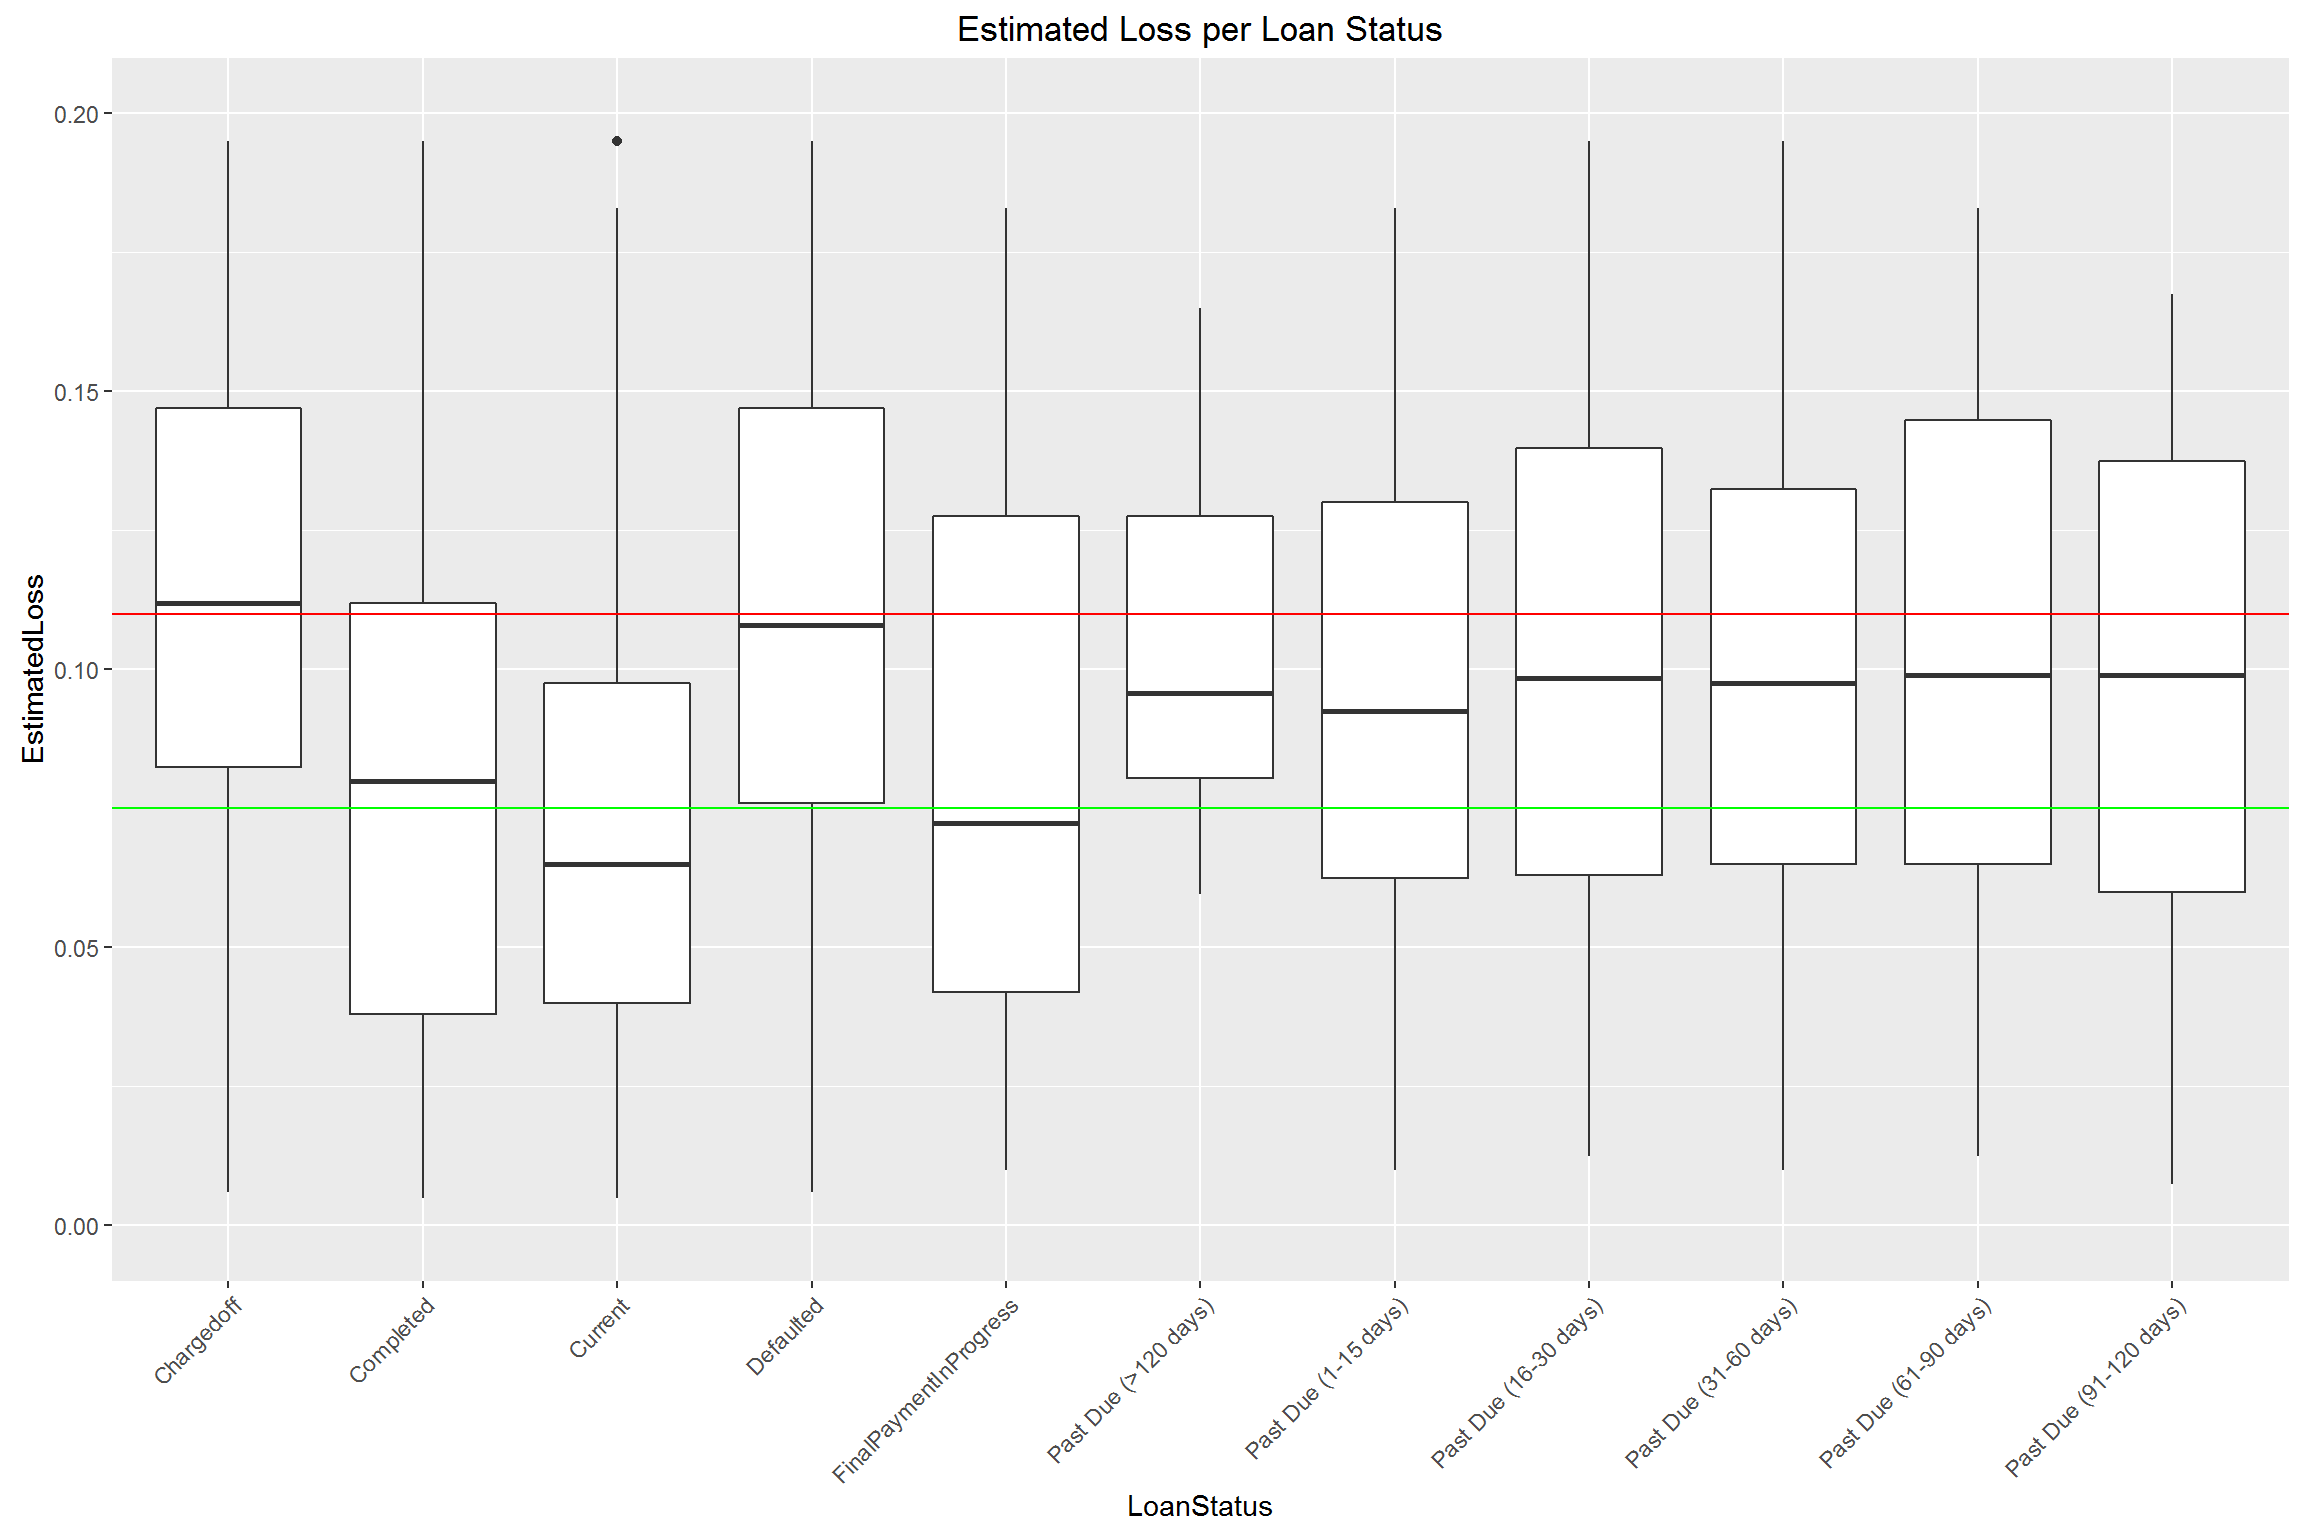 Estimated Loss per Loan Status
EstimatedLoss
0.20
0.15
0.10
0.05
0.00
Chargedoff
Completed
Current
Defaulted
FinalPaymentInProgress
Past Due (>120 days)
Past Due (1-15 days)
Past Due (16-30 days)
Past Due (31-60 days)
Past Due (61-90 days)
Past Due (91-120 days)
LoanStatus